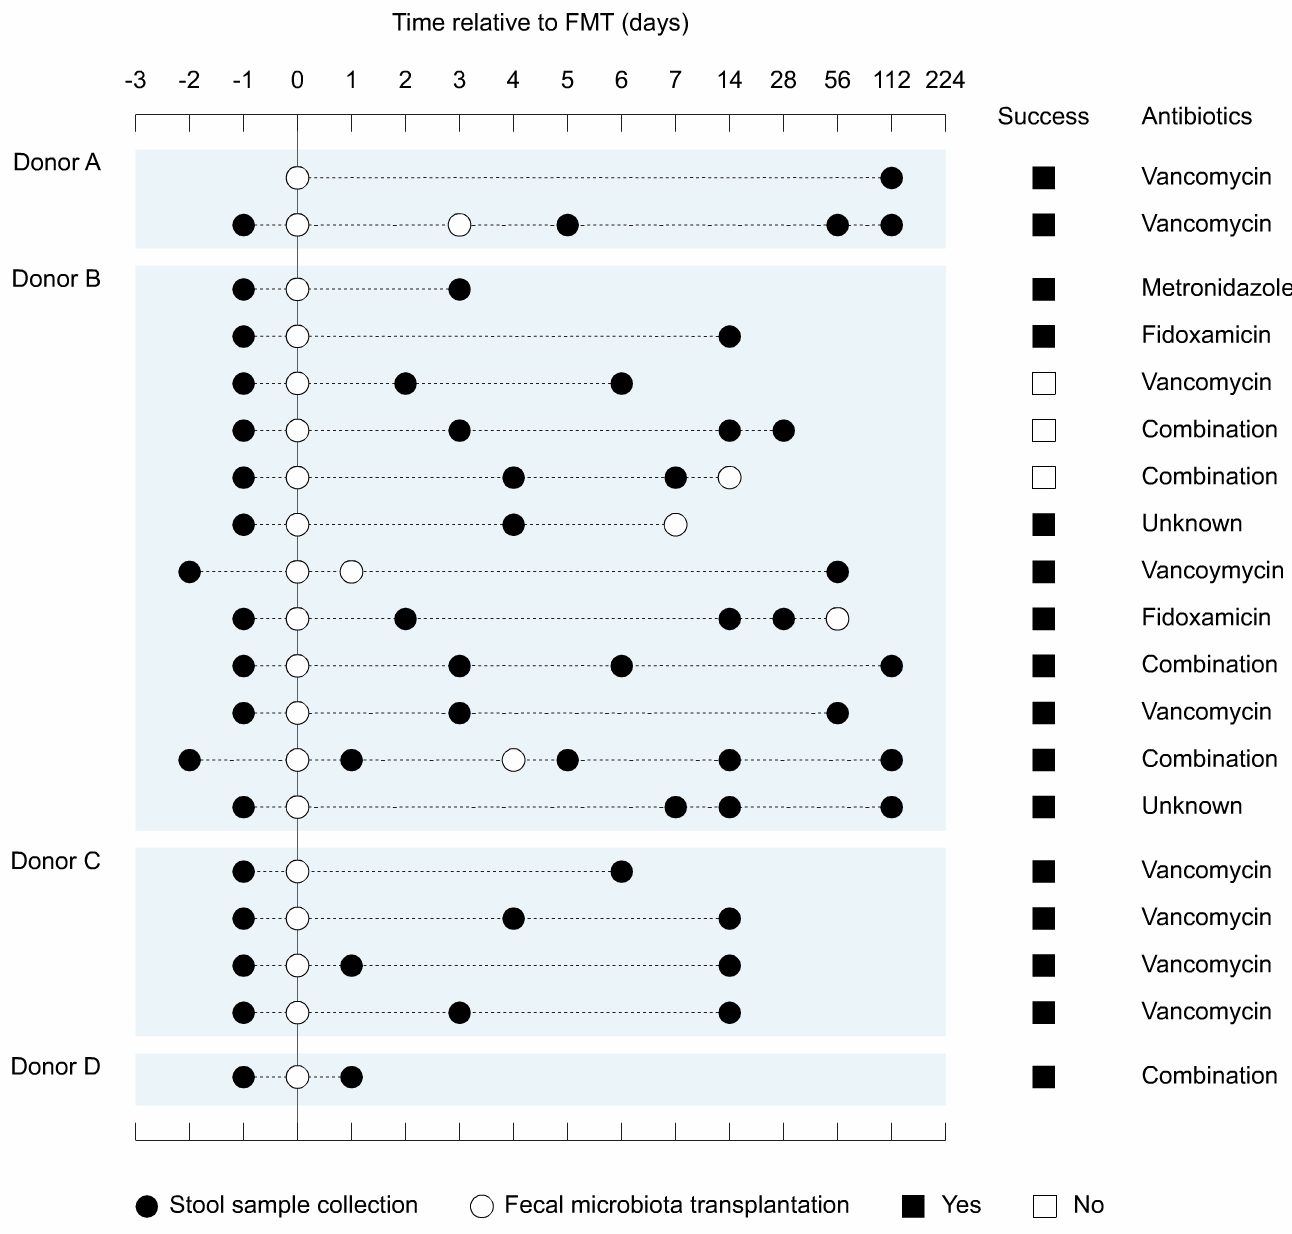 Time relative to FMT (days)
-3 -2 -1 0 1 2 3 4 5 6 7 14 28 56 112 224
Success Antibiotics
Donor A
Vancomycin
Vancomycin
Donor B
Metronidazole
Fidoxamicin
Vancomycin
Combination
Combination
Unknown
Vancoymycin
Fidoxamicin
Combination
Vancomycin
Combination
Unknown
Donor C
Vancomycin
Vancomycin
Vancomycin
Vancomycin
Donor D
Combination
Stool sample collection Fecal microbiota transplantation Yes No